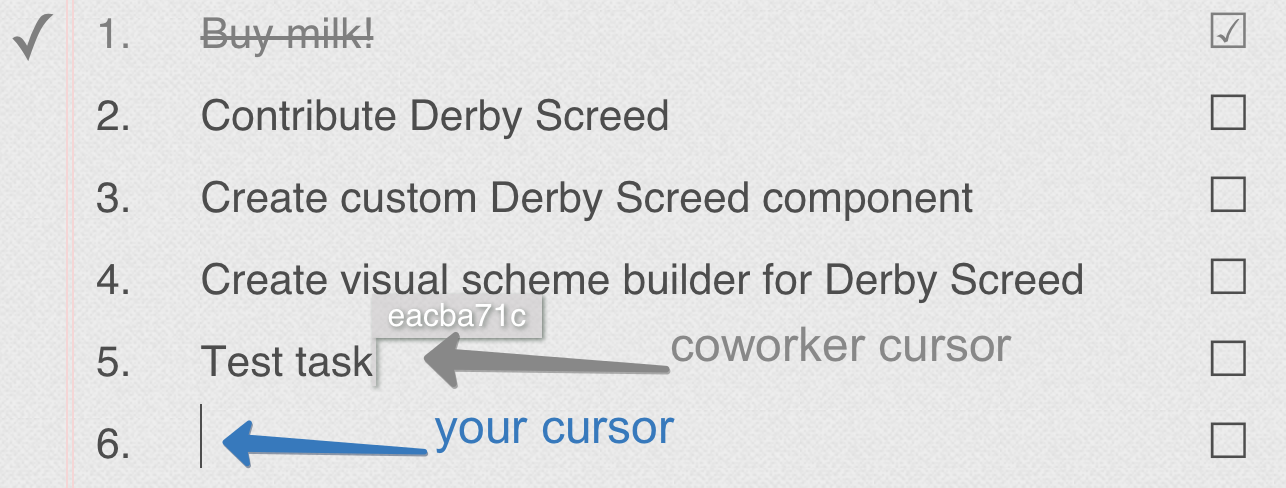 1. Buy milk!
2. Contribute Derby Screed
3. Create custom Derby Screed component
4. Create visual scheme builder for Derby Screed
eacba71c
5. Test task
coworker cursor
6.
your cursor